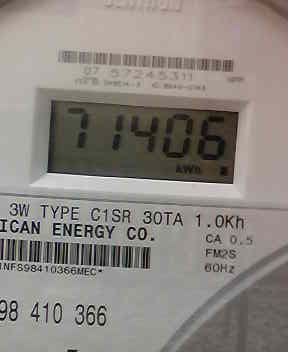 07 57245311
71406
kWh
3W TYPE C1SR 30TA 1.0Kh
ICAN ENERGY CO.
CA 0.5
FM2S
60Hz
1NFS98410366MEC*
98 410 366